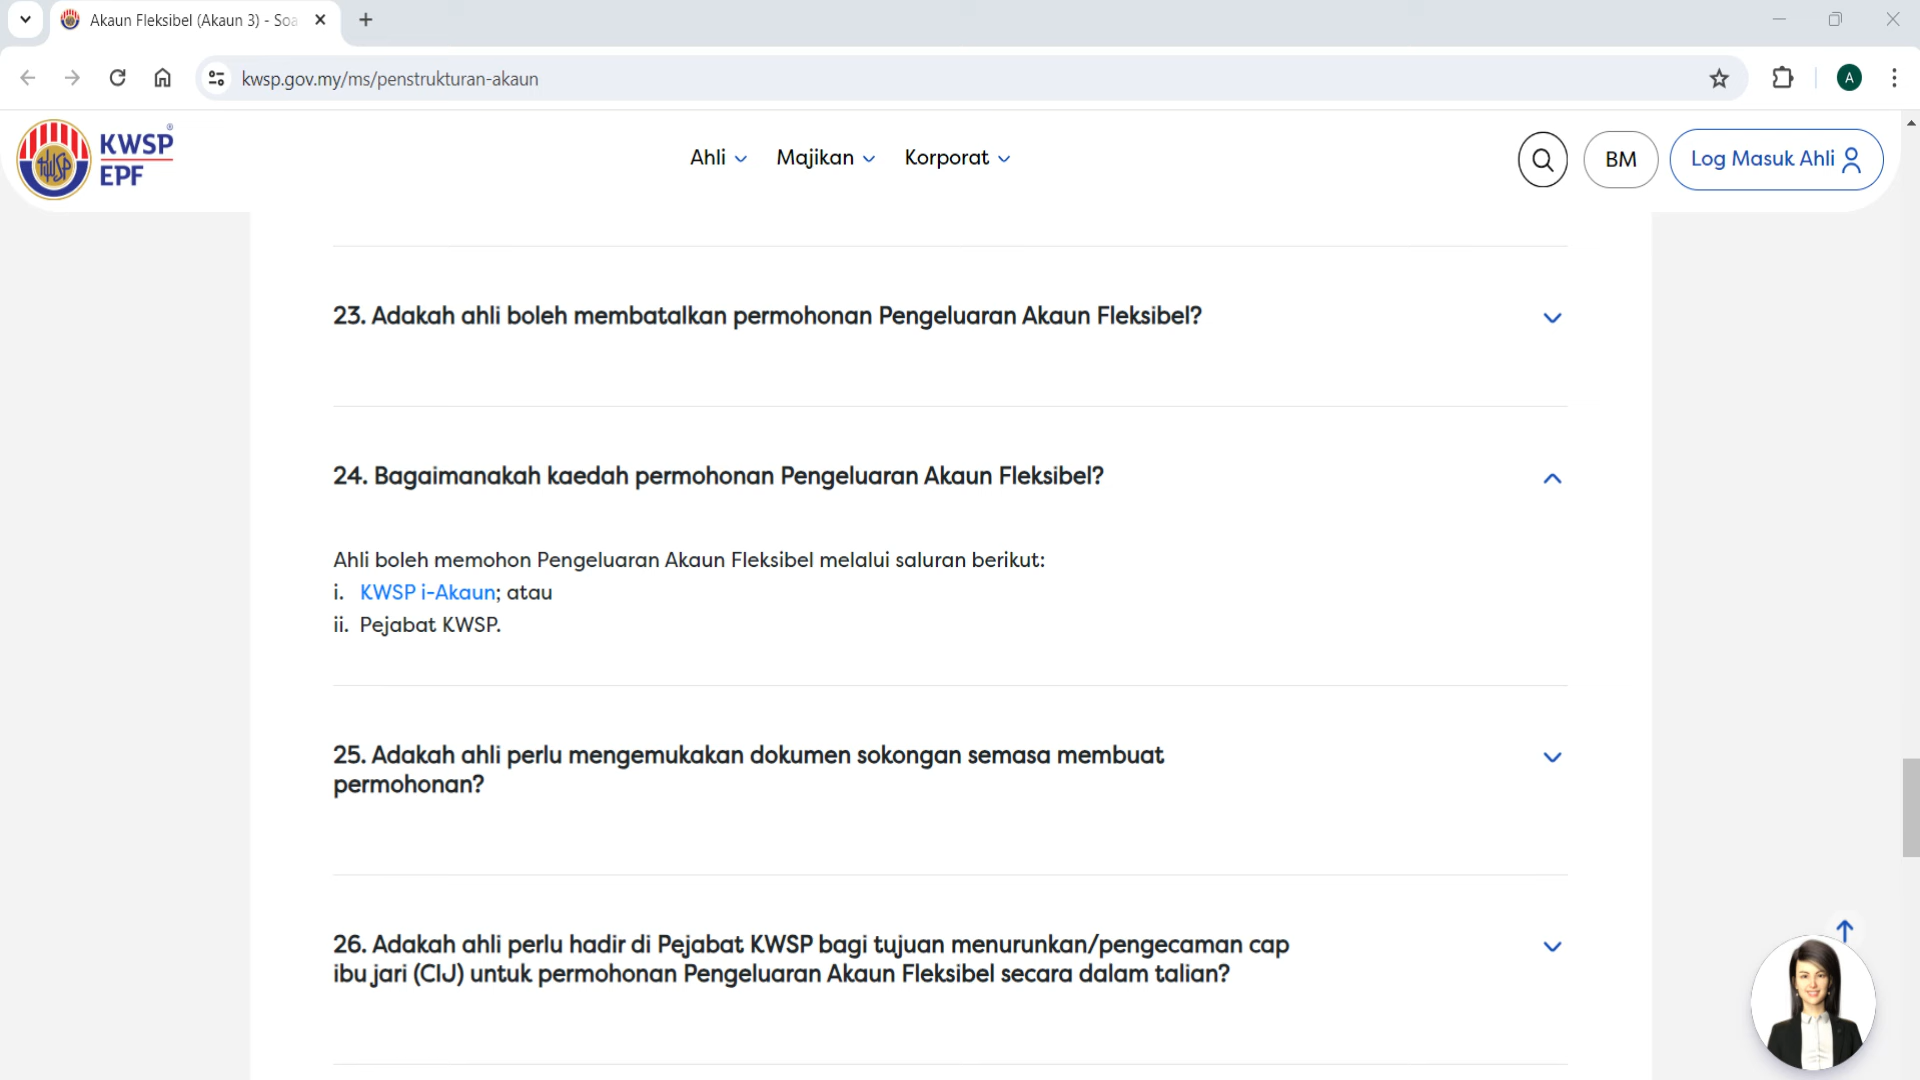 Akaun Fleksibel (Akaun 3) - Soa
kwsp.gov.my/ms/penstrukturan-akaun
A
KWSP
EPF
®
Ahli
Majikan
Korporat
BM
Log Masuk Ahli
23. Adakah ahli boleh membatalkan permohonan Pengeluaran Akaun Fleksibel?
24. Bagaimanakah kaedah permohonan Pengeluaran Akaun Fleksibel?
Ahli boleh memohon Pengeluaran Akaun Fleksibel melalui saluran berikut:
i. KWSP i-Akaun; atau
ii. Pejabat KWSP.
25. Adakah ahli perlu mengemukakan dokumen sokongan semasa membuat
permohonan?
26. Adakah ahli perlu hadir di Pejabat KWSP bagi tujuan menurunkan/pengecaman cap
ibu jari (CIJ) untuk permohonan Pengeluaran Akaun Fleksibel secara dalam talian?